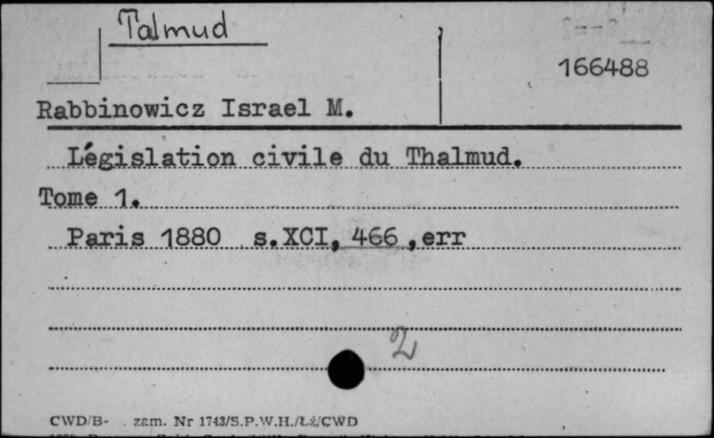 Talmud
166488
Rabbinowicz Israel M.
Législation civile du Thalmud.
Tome 1.
Paris 1880 s.XCI, 466 ,err
2
CWD/B- zam. Nr 1743/S.P.W.H./Łż/CWD